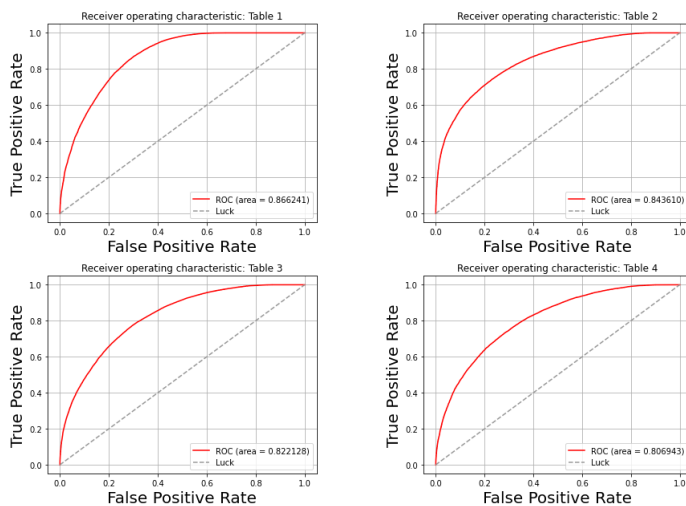 Receiver operating characteristic: Table 1
True Positive Rate
1.0
0.8
0.6
0.4
0.2
0.0
ROC (area = 0.866241)
Luck
0.0 0.2 0.4 0.6 0.8 1.0
False Positive Rate
Receiver operating characteristic: Table 2
True Positive Rate
1.0
0.8
0.6
0.4
0.2
0.0
ROC (area = 0.843610)
Luck
0.0 0.2 0.4 0.6 0.8 1.0
False Positive Rate
Receiver operating characteristic: Table 3
True Positive Rate
1.0
0.8
0.6
0.4
0.2
0.0
ROC (area = 0.822128)
Luck
0.0 0.2 0.4 0.6 0.8 1.0
False Positive Rate
Receiver operating characteristic: Table 4
True Positive Rate
1.0
0.8
0.6
0.4
0.2
0.0
ROC (area = 0.806943)
Luck
0.0 0.2 0.4 0.6 0.8 1.0
False Positive Rate